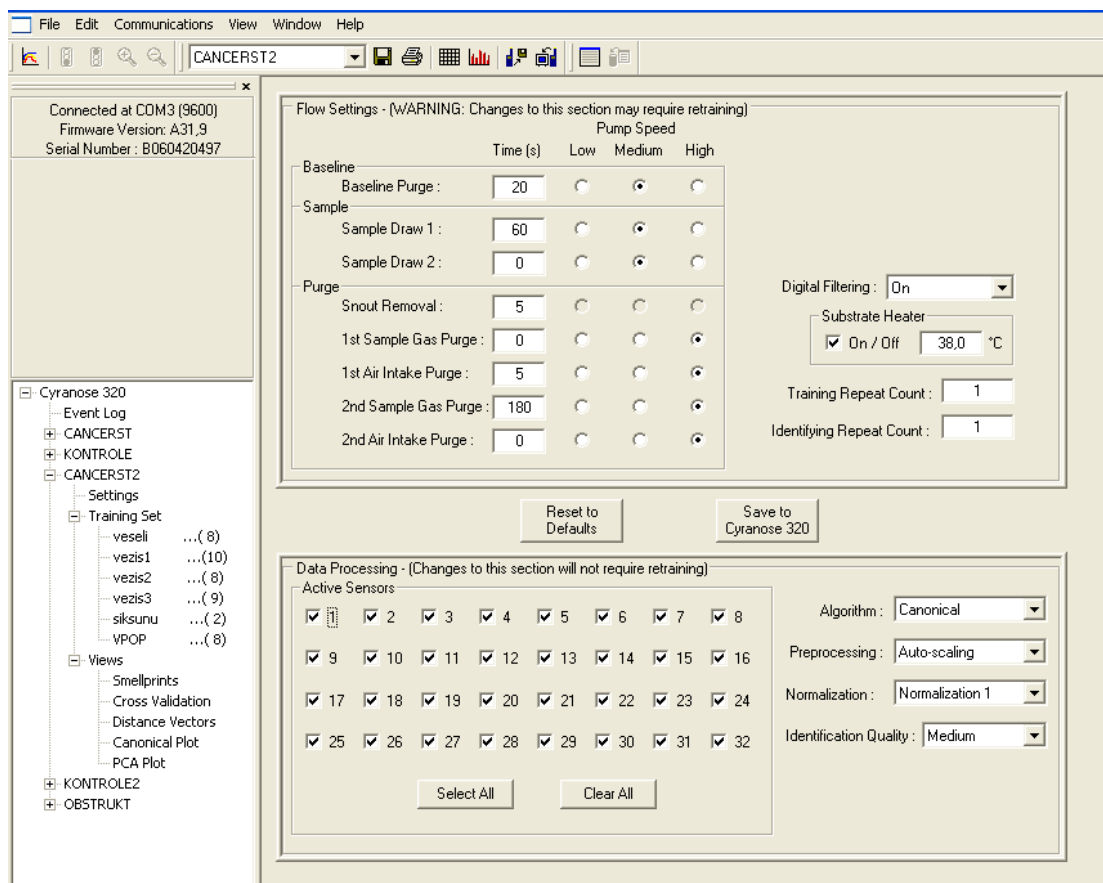 File Edit Communications View Window Help
CANCERST2
x
Connected at COM3 (9600)
Firmware Version: A31,9
Serial Number : B060420497
Cyranose 320
Event Log
CANCERST
KONTROLE
CANCERST2
Settings
Training Set
veseli ...( 8)
vezis1 ...(10)
vezis2 ...( 8)
vezis3 ...( 9)
siksunu ...( 2)
VPOP ...( 8)
Views
Smellprints
Cross Validation
Distance Vectors
Canonical Plot
PCA Plot
KONTROLE2
OBSTRUKT
Flow Settings - (WARNING: Changes to this section may require retraining)
Pump Speed
Time (s) Low Medium High
Baseline
Baseline Purge : 20
Sample
Sample Draw 1 : 60
Sample Draw 2 : 0
Purge
Snout Removal : 5
1st Sample Gas Purge : 0
1st Air Intake Purge : 5
2nd Sample Gas Purge : 180
2nd Air Intake Purge : 0
Digital Filtering : On
Substrate Heater
On / Off 38,0 °C
Training Repeat Count : 1
Identifying Repeat Count : 1
Reset to
Defaults
Save to
Cyranose 320
Data Processing - (Changes to this section will not require retraining)
Active Sensors
1 2 3 4 5 6 7 8
9 10 11 12 13 14 15 16
17 18 19 20 21 22 23 24
25 26 27 28 29 30 31 32
Select All Clear All
Algorithm : Canonical
Preprocessing : Auto-scaling
Normalization : Normalization 1
Identification Quality : Medium